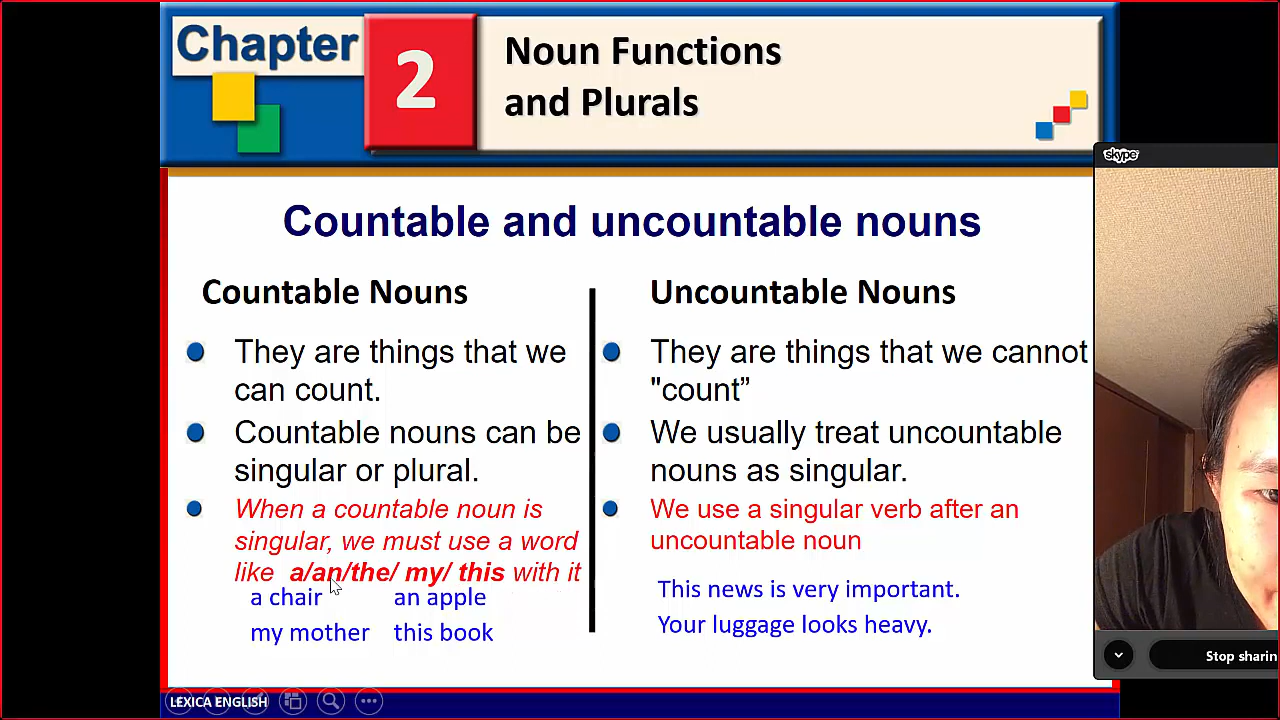 Chapter
2
Noun Functions
and Plurals
skype
Countable and uncountable nouns
Countable Nouns
They are things that we
can count.
Countable nouns can be
singular or plural.
When a countable noun is
singular, we must use a word
like a/an/the/ my/ this with it
a chair an apple
my mother this book
Uncountable Nouns
They are things that we cannot
"count”
We usually treat uncountable
nouns as singular.
We use a singular verb after an
uncountable noun
This news is very important.
Your luggage looks heavy.
Stop sharin
LEXICA ENGLISH